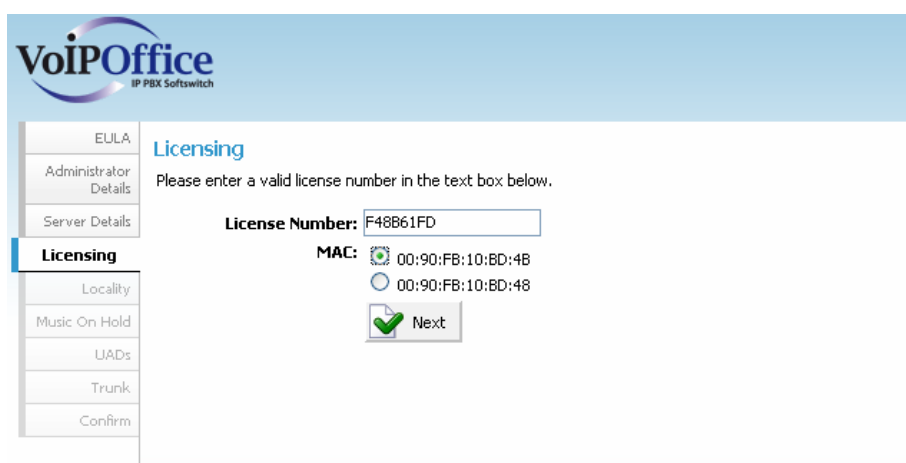 VoIPOffice
IP PBX Softswitch
EULA
Administrator
Details
Server Details
Licensing
Locality
Music On Hold
UADs
Trunk
Confirm
Licensing
Please enter a valid license number in the text box below.
License Number: F48B61FD
MAC: 00:90:FB:10:BD:4B
00:90:FB:10:BD:48
Next